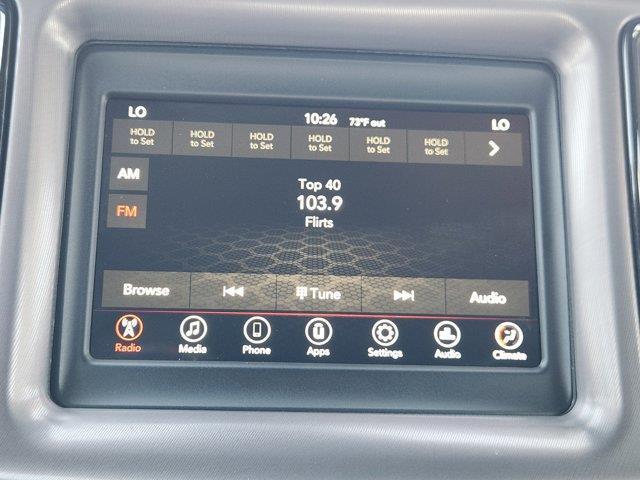 LO 10:26 73°F out LO
HOLD HOLD HOLD HOLD HOLD HOLD
to Set to Set to Set to Set to Set to Set
AM
Top 40
FM 103.9
Flirts
Browse Tune Audio
Radio Media Phone Apps Settings Audio Climate